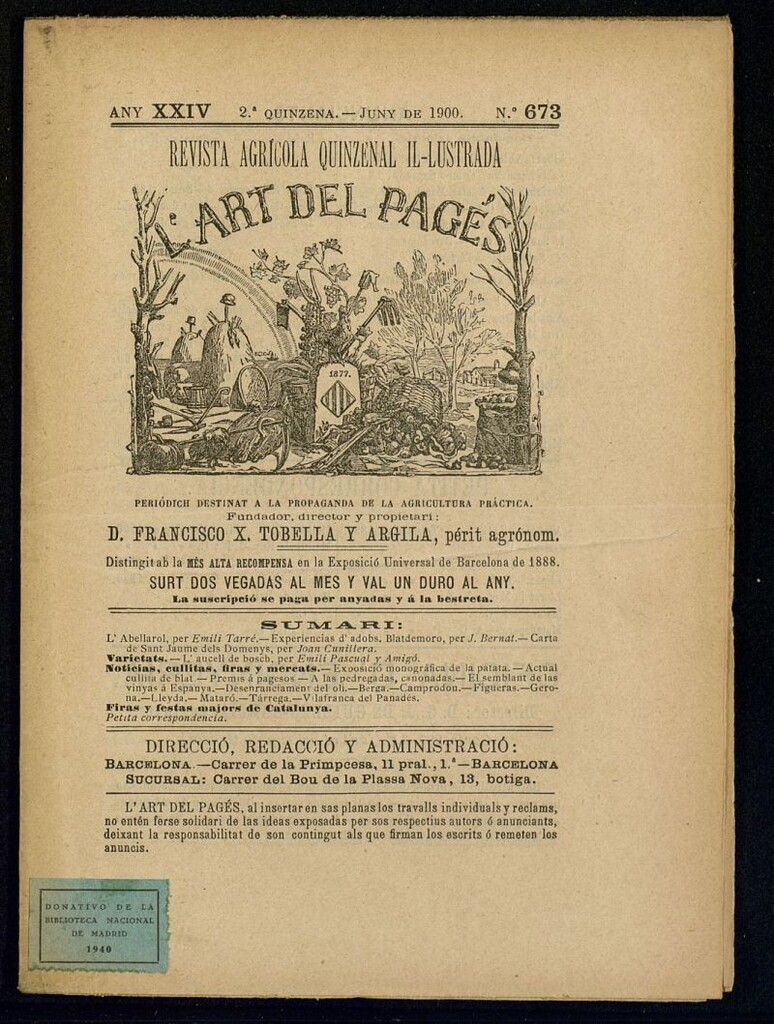 ANY XXIV 2.ª QUINZENA.—JUNY DE 1900. N.º 673
REVISTA AGRÍCOLA QUINZENAL IL-LUSTRADA
L'ART DEL PAGÉS
1877.
PERIÓDICH DESTINAT A LA PROPAGANDA DE LA AGRICULTURA PRÁCTICA.
Fundador, director y propietari:
D. FRANCISCO X. TOBELLA Y ARGILA, périt agrónom.
Distingit ab la MÉS ALTA RECOMPENSA en la Exposició Universal de Barcelona de 1888.
SURT DOS VEGADAS AL MES Y VAL UN DURO AL ANY.
La suscripció se paga per anyadas y á la bestreta.
SUMARI:
L' Abellarol, per Emili Tarré.—Experiencias d' adobs, Blatdemoro, per J. Bernat.—Carta
de Sant Jaume dels Domenys, per Joan Cunillera.
Varietats.—L' aucell de bosch, per Emili Pascual y Amigó.
Noticias, cullitas, firas y mercats.—Exposició monográfica de la patata.—Actual
cullita de blat.—Premis á pagesos—A las pedregadas, canonadas.—El semblant de las
vinyas á Espanya.—Desenranciament del oli.—Berga.—Camprodon.—Figueras.—Gero-
na.—Lleyda.—Mataró.—Tárrega.—Vilafranca del Panadés.
Firas y festas majors de Catalunya.
Petita correspondencia.
DIRECCIÓ, REDACCIÓ Y ADMINISTRACIÓ:
BARCELONA.—Carrer de la Primpcesa, 11 pral., 1.ª—BARCELONA
SUCURSAL: Carrer del Bou de la Plassa Nova, 13, botiga.
L'ART DEL PAGÉS, al insertar en sas planas los travalls individuals y reclams,
no entén ferse solidari de las ideas exposadas per sos respectius autors ó anunciants,
deixant la responsabilitat de son contingut als que firman los escrits ó remeten los
anuncis.
DONATIVO DE LA
BIBLIOTECA NACIONAL
DE MADRID
1940